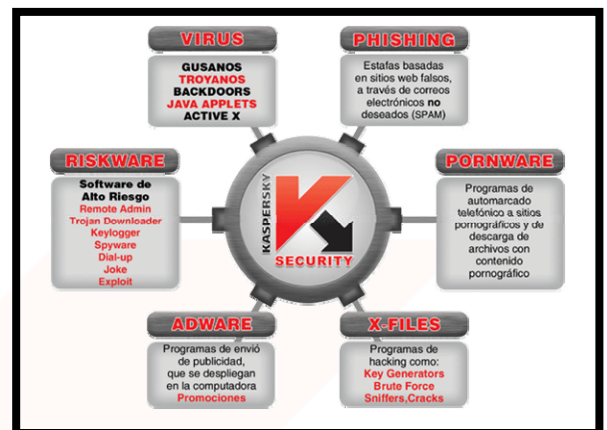 VIRUS
GUSANOS
TROYANOS
BACKDOORS
JAVA APPLETS
ACTIVE X
PHISHING
Estafas basadas
en sitios web falsos,
a través de correos
electrónicos no
deseados (SPAM)
RISKWARE
Software de
Alto Riesgo
Remote Admin
Trojan Downloader
Keylogger
Spyware
Dial-up
Joke
Exploit
KASPERSKY
SECURITY
PORNWARE
Programas de
automarcado
telefónico a sitios
pornográficos y de
descarga de
archivos con
contenido
pornográfico
ADWARE
Programas de envió
de publicidad,
que se despliegan
en la computadora
Promociones
X-FILES
Programas de
hacking como:
Key Generators
Brute Force
Sniffers,Cracks